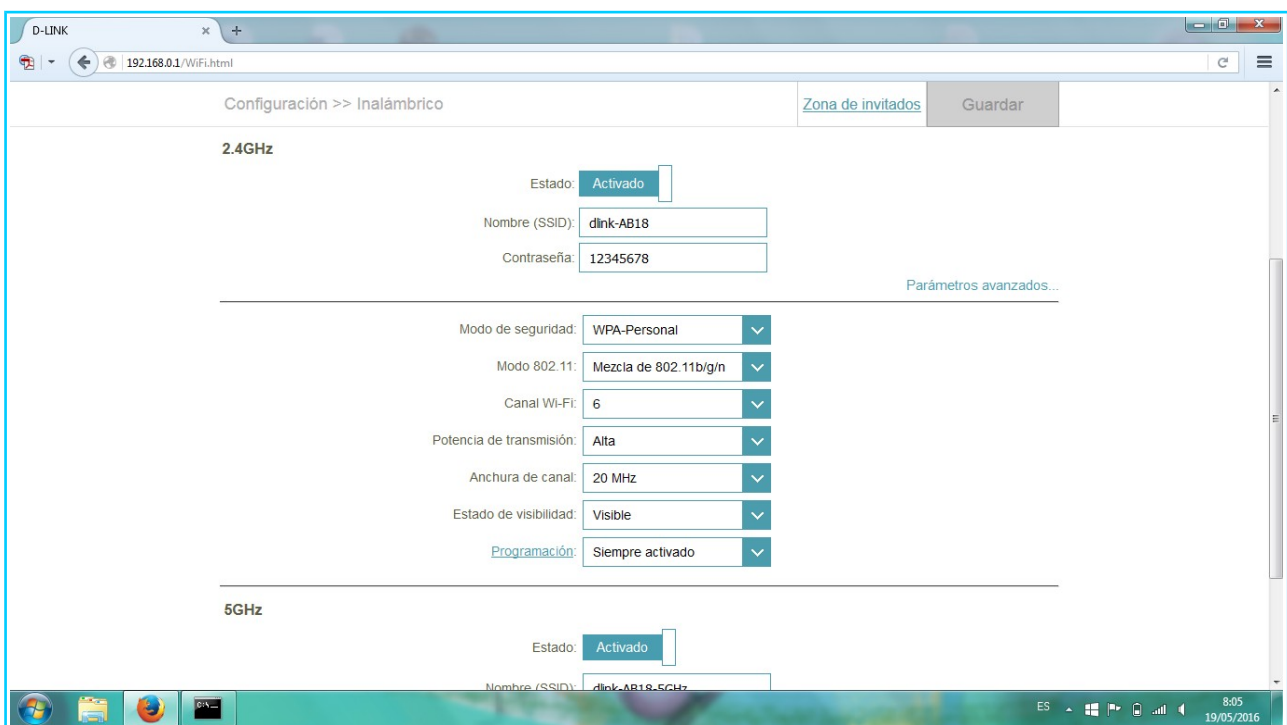 D-LINK
192.168.0.1/WiFi.html
Configuración >> Inalámbrico
Zona de invitados
Guardar
2.4GHz
Estado: Activado
Nombre (SSID): dlink-AB18
Contraseña: 12345678
Parámetros avanzados...
Modo de seguridad: WPA-Personal
Modo 802.11: Mezcla de 802.11b/g/n
Canal Wi-Fi: 6
Potencia de transmisión: Alta
Anchura de canal: 20 MHz
Estado de visibilidad: Visible
Programación: Siempre activado
5GHz
Estado: Activado
Nombre (SSID): dlink-AB18-5GHz
ES
8:05
19/05/2016